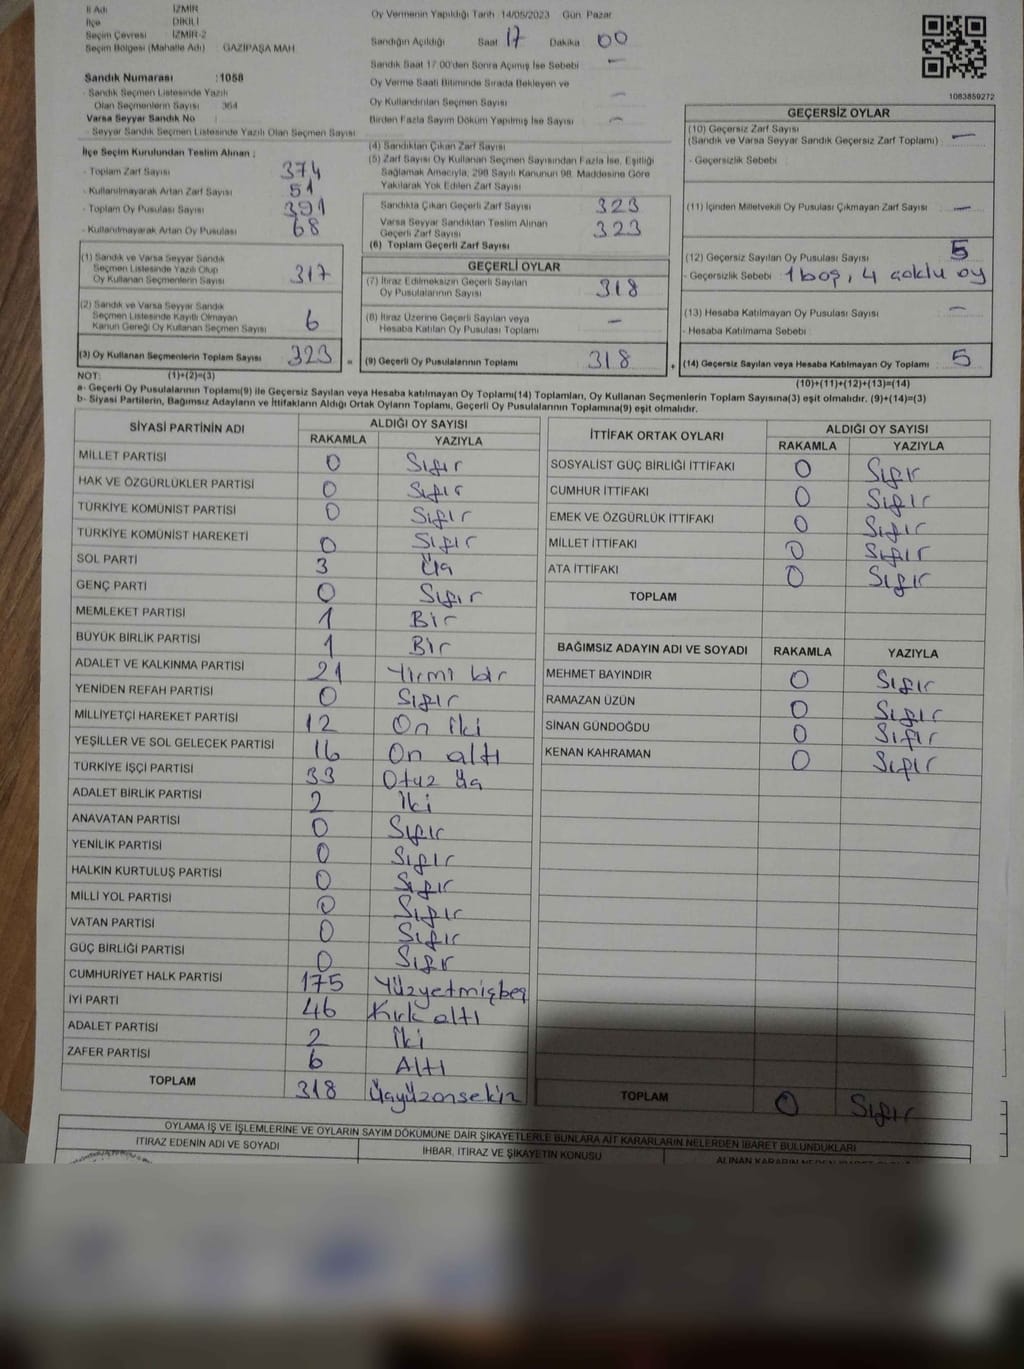 İl Adı İZMİR
İlçe DİKİLİ
Seçim Çevresi İZMİR-2
Seçim Bölgesi (Mahalle Adı) GAZİPAŞA MAH
Sandık Numarası :1058
- Sandık Seçmen Listesinde Yazılı
Olan Seçmenlerin Sayısı 364
Varsa Seyyar Sandık No :
- Seyyar Sandık Seçmen Listesinde Yazılı Olan Seçmen Sayısı
Oy Vermenin Yapıldığı Tarih 14/05/2023 Gün Pazar
Sandığın Açıldığı Saat 17 Dakika 00
Sandık Saat 17:00'den Sonra Açılmış İse Sebebi -
Oy Verme Saati Bitiminde Sırada Bekleyen ve
Oy Kullandırılan Seçmen Sayısı -
Birden Fazla Sayım Döküm Yapılmış İse Sayısı -
1083859272
İlçe Seçim Kurulundan Teslim Alınan :
- Toplam Zarf Sayısı 374
- Kullanılmayarak Artan Zarf Sayısı 51
- Toplam Oy Pusulası Sayısı 391
- Kullanılmayarak Artan Oy Pusulası 68
(1) Sandık ve Varsa Seyyar Sandık
Seçmen Listesinde Yazılı Olup
Oy Kullanan Seçmenlerin Sayısı 317
(2) Sandık ve Varsa Seyyar Sandık
Seçmen Listesinde Kayıtlı Olmayan
Kanun Gereği Oy Kullanan Seçmen Sayısı 6
(3) Oy Kullanan Seçmenlerin Toplam Sayısı 323 =
(4) Sandıktan Çıkan Zarf Sayısı
(5) Zarf Sayısı Oy Kullanan Seçmen Sayısından Fazla İse, Eşitliği
Sağlamak Amacıyla, 298 Sayılı Kanunun 98. Maddesine Göre
Yakılarak Yok Edilen Zarf Sayısı
Sandıkta Çıkan Geçerli Zarf Sayısı 323
Varsa Seyyar Sandıktan Teslim Alınan
Geçerli Zarf Sayısı 323
(6) Toplam Geçerli Zarf Sayısı
GEÇERLİ OYLAR
(7) İtiraz Edilmeksizin Geçerli Sayılan
Oy Pusulalarının Sayısı 318
(8) İtiraz Üzerine Geçerli Sayılan veya
Hesaba Katılan Oy Pusulası Toplamı -
(9) Geçerli Oy Pusulalarının Toplamı 318 +
GEÇERSİZ OYLAR
(10) Geçersiz Zarf Sayısı
(Sandık ve Varsa Seyyar Sandık Geçersiz Zarf Toplamı) : -
- Geçersizlik Sebebi
(11) İçinden Milletvekili Oy Pusulası Çıkmayan Zarf Sayısı -
(12) Geçersiz Sayılan Oy Pusulası Sayısı 5
- Geçersizlik Sebebi 1 boş, 4 çoklu oy
(13) Hesaba Katılmayan Oy Pusulası Sayısı -
- Hesaba Katılmama Sebebi
(14) Geçersiz Sayılan veya Hesaba Katılmayan Oy Toplamı 5
NOT: (1)+(2)=(3)
(10)+(11)+(12)+(13)=(14)
a- Geçerli Oy Pusulalarının Toplamı(9) ile Geçersiz Sayılan veya Hesaba katılmayan Oy Toplamı(14) Toplamları, Oy Kullanan Seçmenlerin Toplam Sayısına(3) eşit olmalıdır. (9)+(14)=(3)
b- Siyasi Partilerin, Bağımsız Adayların ve İttifakların Aldığı Ortak Oyların Toplamı, Geçerli Oy Pusulalarının Toplamına(9) eşit olmalıdır.
SİYASİ PARTİNİN ADI ALDIĞI OY SAYISI
RAKAMLA YAZIYLA
MİLLET PARTİSİ 0 Sıfır
HAK VE ÖZGÜRLÜKLER PARTİSİ 0 Sıfır
TÜRKİYE KOMÜNİST PARTİSİ 0 Sıfır
TÜRKİYE KOMÜNİST HAREKETİ 0 Sıfır
SOL PARTİ 3 Üç
GENÇ PARTİ 0 Sıfır
MEMLEKET PARTİSİ 1 Bir
BÜYÜK BİRLİK PARTİSİ 1 Bir
ADALET VE KALKINMA PARTİSİ 21 Yirmi bir
YENİDEN REFAH PARTİSİ 0 Sıfır
MİLLİYETÇİ HAREKET PARTİSİ 12 On iki
YEŞİLLER VE SOL GELECEK PARTİSİ 16 On altı
TÜRKİYE İŞÇİ PARTİSİ 33 Otuz üç
ADALET BİRLİK PARTİSİ 2 İki
ANAVATAN PARTİSİ 0 Sıfır
YENİLİK PARTİSİ 0 Sıfır
HALKIN KURTULUŞ PARTİSİ 0 Sıfır
MİLLİ YOL PARTİSİ 0 Sıfır
VATAN PARTİSİ 0 Sıfır
GÜÇ BİRLİĞİ PARTİSİ 0 Sıfır
CUMHURİYET HALK PARTİSİ 175 Yüzyetmişbeş
İYİ PARTİ 46 Kırk altı
ADALET PARTİSİ 2 İki
ZAFER PARTİSİ 6 Altı
TOPLAM 318 Üçyüzonsekiz
İTTİFAK ORTAK OYLARI ALDIĞI OY SAYISI
RAKAMLA YAZIYLA
SOSYALİST GÜÇ BİRLİĞİ İTTİFAKI 0 Sıfır
CUMHUR İTTİFAKI 0 Sıfır
EMEK VE ÖZGÜRLÜK İTTİFAKI 0 Sıfır
MİLLET İTTİFAKI 0 Sıfır
ATA İTTİFAKI 0 Sıfır
TOPLAM
BAĞIMSIZ ADAYIN ADI VE SOYADI RAKAMLA YAZIYLA
MEHMET BAYINDIR 0 Sıfır
RAMAZAN UZUN 0 Sıfır
SİNAN GÜNDOĞDU 0 Sıfır
KENAN KAHRAMAN 0 Sıfır
TOPLAM 0 Sıfır
OYLAMA İŞ VE İŞLEMLERİNE VE OYLARIN SAYIM DÖKÜMÜNE DAİR ŞİKAYETLERLE BUNLARA AİT KARARLARIN NELERDEN İBARET BULUNDUKLARI
İTİRAZ EDENİN ADI VE SOYADI İHBAR, İTİRAZ VE ŞİKAYETİN KONUSU